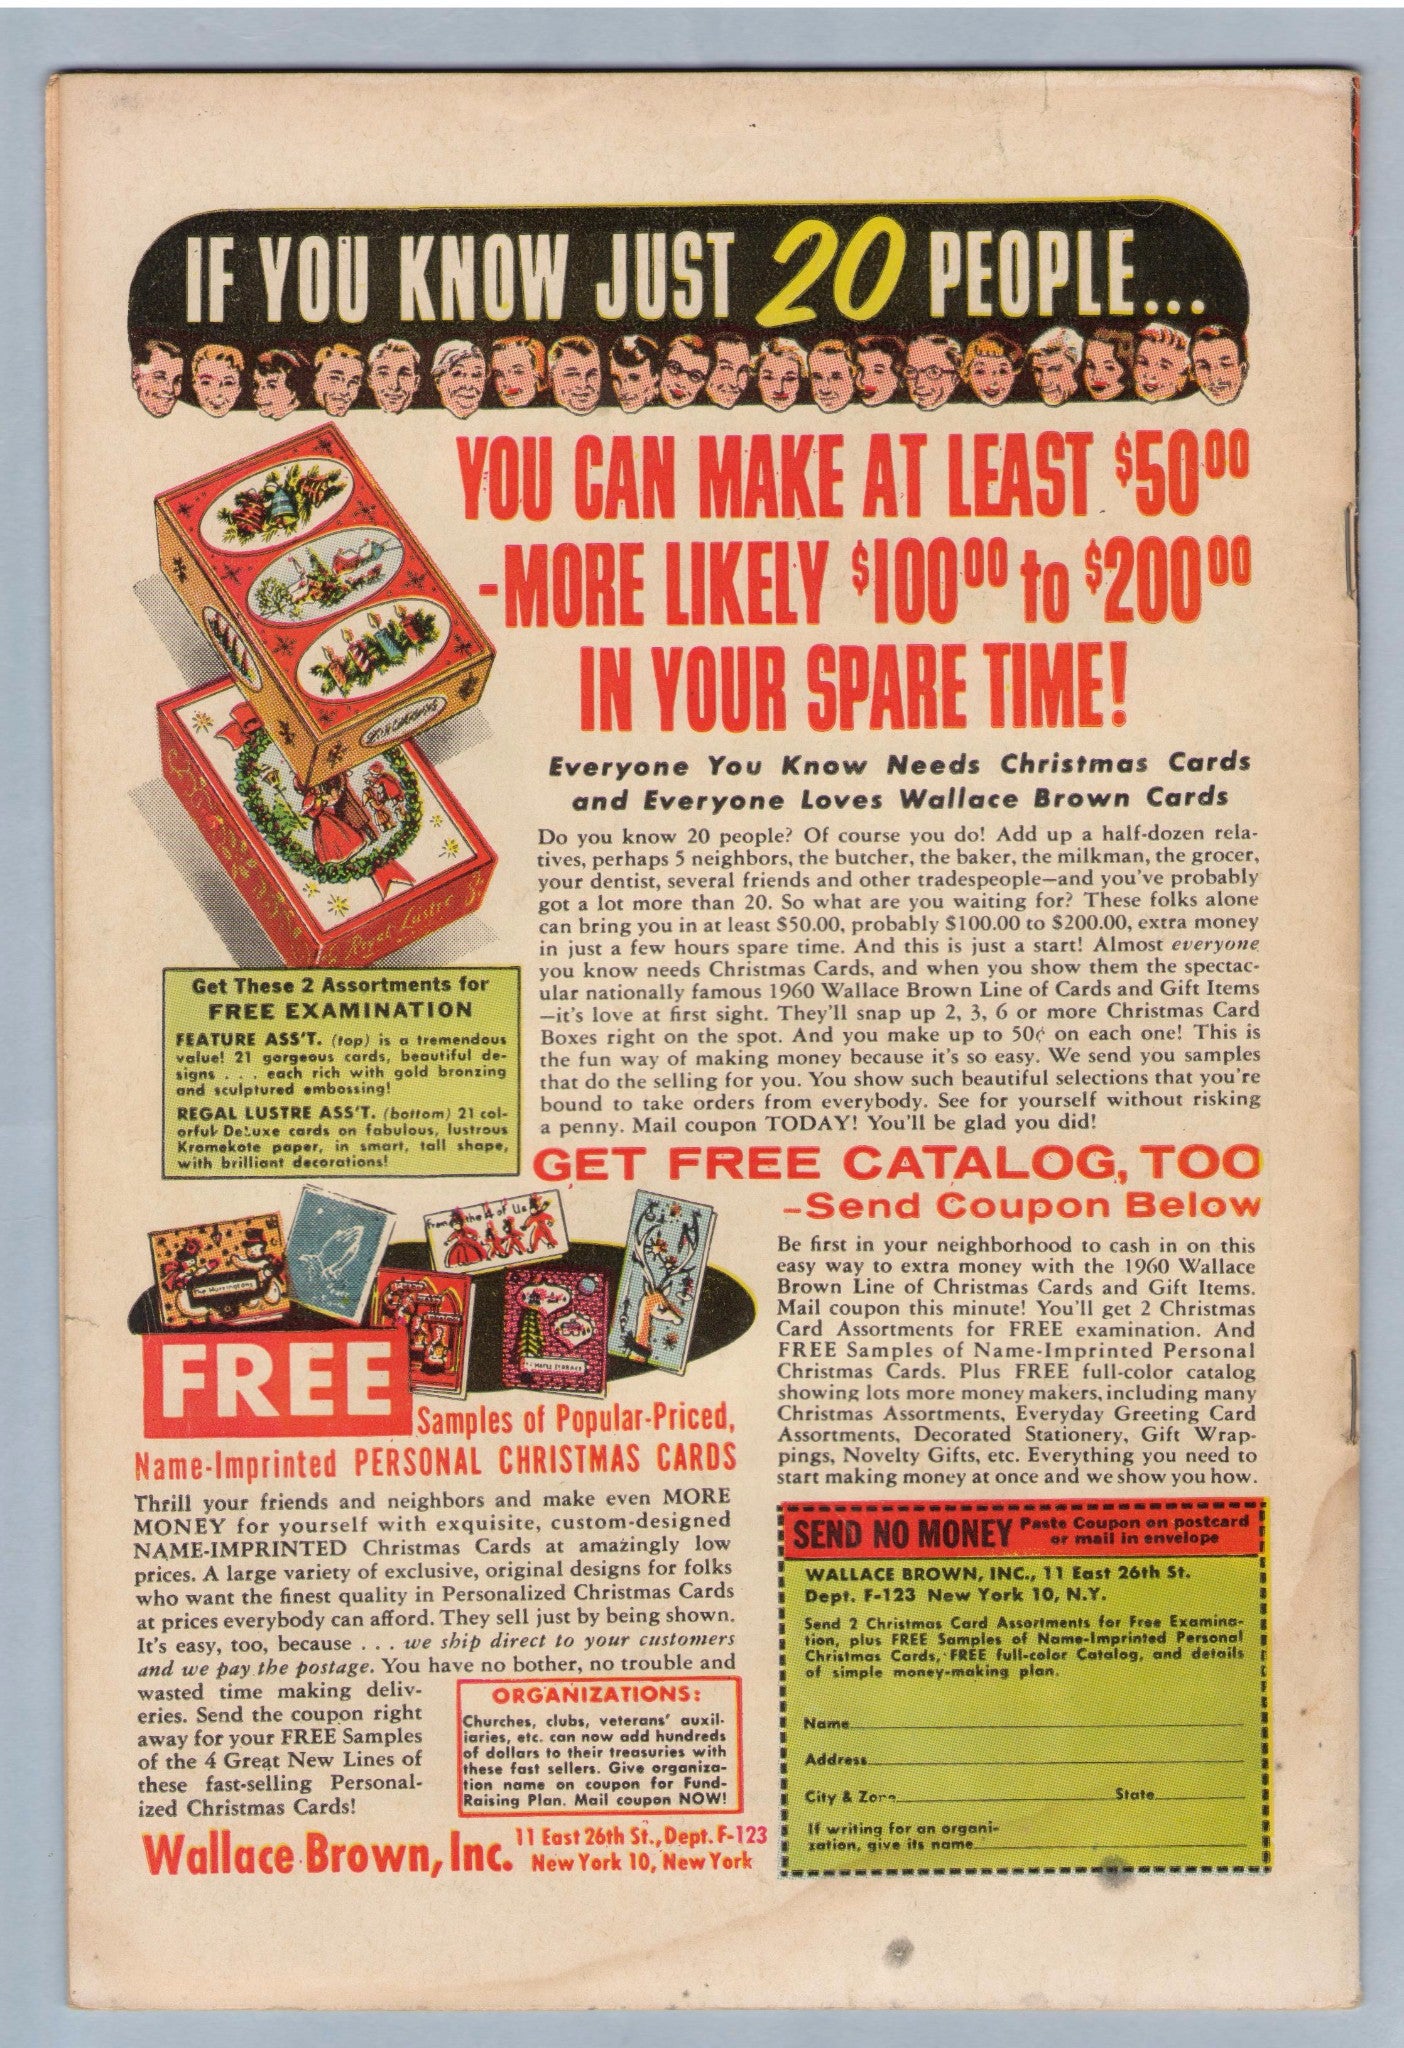 IF YOU KNOW JUST 20 PEOPLE...
YOU CAN MAKE AT LEAST $50.00
-MORE LIKELY $100.00 to $200.00
IN YOUR SPARE TIME!
Everyone You Know Needs Christmas Cards
and Everyone Loves Wallace Brown Cards
Do you know 20 people? Of course you do! Add up a half-dozen rela-
tives, perhaps 5 neighbors, the butcher, the baker, the milkman, the grocer,
your dentist, several friends and other tradespeople—and you've probably
got a lot more than 20. So what are you waiting for? These folks alone
can bring you in at least $50.00, probably $100.00 to $200.00, extra money
in just a few hours spare time. And this is just a start! Almost everyone
you know needs Christmas Cards, and when you show them the spectac-
ular nationally famous 1960 Wallace Brown Line of Cards and Gift Items
—it's love at first sight. They'll snap up 2, 3, 6 or more Christmas Card
Boxes right on the spot. And you make up to 50¢ on each one! This is
the fun way of making money because it's so easy. We send you samples
that do the selling for you. You show such beautiful selections that you're
bound to take orders from everybody. See for yourself without risking
a penny. Mail coupon TODAY! You'll be glad you did!
Regal Lustre
Get These 2 Assortments for
FREE EXAMINATION
FEATURE ASS'T. (top) is a tremendous
value! 21 gorgeous cards, beautiful de-
signs . . . each rich with gold bronzing
and sculptured embossing!
REGAL LUSTRE ASS'T. (bottom) 21 col-
orful DeLuxe cards on fabulous, lustrous
Kromekote paper, in smart, tall shape,
with brilliant decorations!
GET FREE CATALOG, TOO
-Send Coupon Below
Be first in your neighborhood to cash in on this
easy way to extra money with the 1960 Wallace
Brown Line of Christmas Cards and Gift Items.
Mail coupon this minute! You'll get 2 Christmas
Card Assortments for FREE examination. And
FREE Samples of Name-Imprinted Personal
Christmas Cards. Plus FREE full-color catalog
showing lots more money makers, including many
Christmas Assortments, Everyday Greeting Card
Assortments, Decorated Stationery, Gift Wrap-
pings, Novelty Gifts, etc. Everything you need to
start making money at once and we show you how.
From the 4 of Us
The Harringtons
FREE
Samples of Popular-Priced,
Name-Imprinted PERSONAL CHRISTMAS CARDS
Thrill your friends and neighbors and make even MORE
MONEY for yourself with exquisite, custom-designed
NAME-IMPRINTED Christmas Cards at amazingly low
prices. A large variety of exclusive, original designs for folks
who want the finest quality in Personalized Christmas Cards
at prices everybody can afford. They sell just by being shown.
It's easy, too, because . . . we ship direct to your customers
and we pay the postage. You have no bother, no trouble and
wasted time making deliv-
eries. Send the coupon right
away for your FREE Samples
of the 4 Great New Lines of
these fast-selling Personal-
ized Christmas Cards!
ORGANIZATIONS:
Churches, clubs, veterans' auxil-
iaries, etc. can now add hundreds
of dollars to their treasuries with
these fast sellers. Give organiza-
tion name on coupon for Fund-
Raising Plan. Mail coupon NOW!
Wallace Brown, Inc. 11 East 26th St., Dept. F-123
New York 10, New York
SEND NO MONEY Paste Coupon on postcard
or mail in envelope
WALLACE BROWN, INC., 11 East 26th St.
Dept. F-123 New York 10, N.Y.
Send 2 Christmas Card Assortments for Free Examina-
tion, plus FREE Samples of Name-Imprinted Personal
Christmas Cards, FREE full-color Catalog, and details
of simple money-making plan.
Name
Address
City & Zone State
If writing for an organi-
zation, give its name